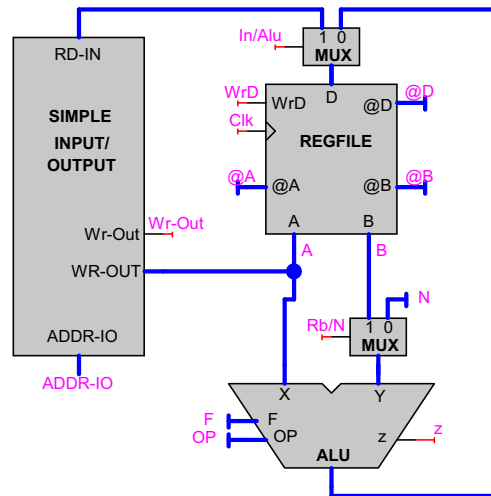 In/Alu
1 0
MUX
RD-IN
SIMPLE
INPUT/
OUTPUT
Wr-Out
Wr-Out
WR-OUT
ADDR-IO
ADDR-IO
D
WrD
WrD
@D
@D
Clk
REGFILE
@A
@A
@B
@B
A
B
A
B
N
Rb/N
1 0
MUX
X
Y
F
F
OP
OP
z
z
ALU